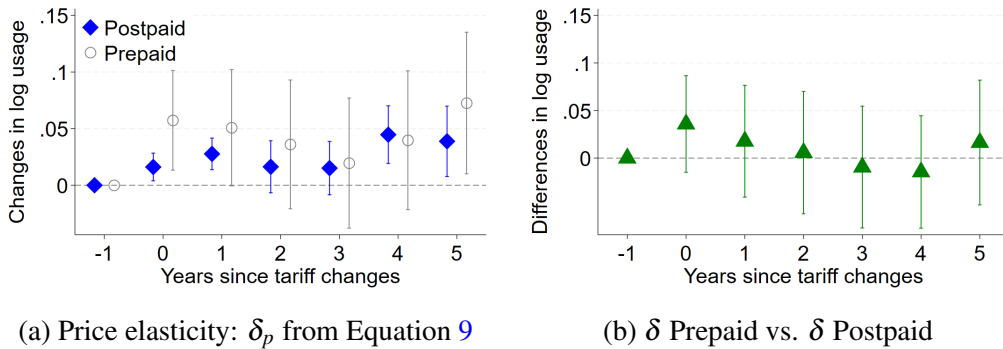 Changes in log usage
.15
.1
.05
0
Postpaid
Prepaid
-1 0 1 2 3 4 5
Years since tariff changes
(a) Price elasticity: δp from Equation 9
Differences in log usage
.15
.1
.05
0
-1 0 1 2 3 4 5
Years since tariff changes
(b) δ Prepaid vs. δ Postpaid